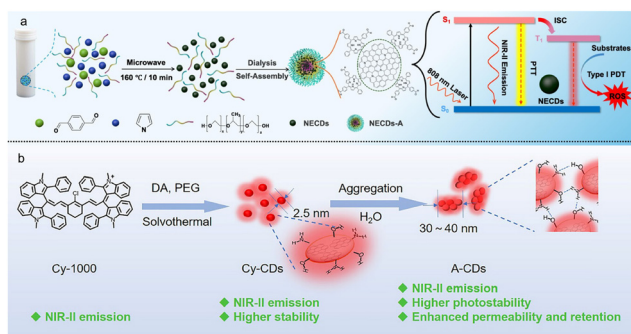 a
Microwave
160 ℃ / 10 min
Dialysis
Self-Assembly
NECDs
NECDs-A
808 nm Laser
S₁
ISC
T₁
NIR-II Emission
PTT
NECDs
Substrates
Type I PDT
ROS
S₀
b
Cy-1000
DA, PEG
Solvothermal
2.5 nm
Cy-CDs
Aggregation
H₂O
30 ~ 40 nm
A-CDs
NIR-II emission
NIR-II emission
Higher stability
NIR-II emission
Higher photostability
Enhanced permeability and retention